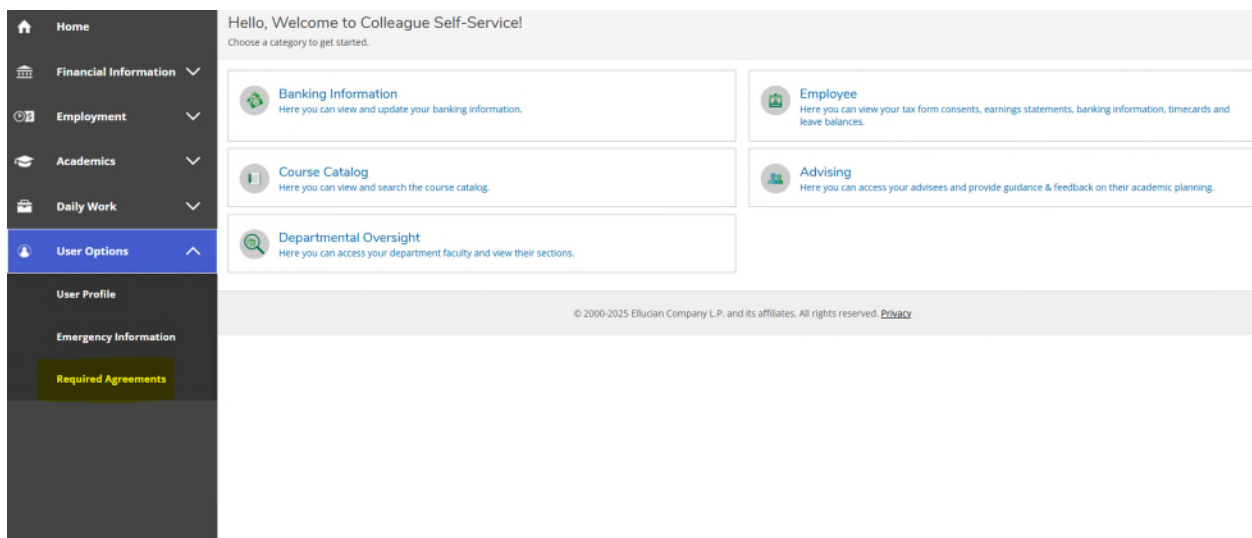 Home
Financial Information
Employment
Academics
Daily Work
User Options
User Profile
Emergency Information
Required Agreements
Hello, Welcome to Colleague Self-Service!
Choose a category to get started.
Banking Information
Here you can view and update your banking information.
Employee
Here you can view your tax form consents, earnings statements, banking information, timecards and
leave balances.
Course Catalog
Here you can view and search the course catalog.
Advising
Here you can access your advisees and provide guidance & feedback on their academic planning.
Departmental Oversight
Here you can access your department faculty and view their sections.
© 2000-2025 Ellucian Company L.P. and its affiliates. All rights reserved. Privacy